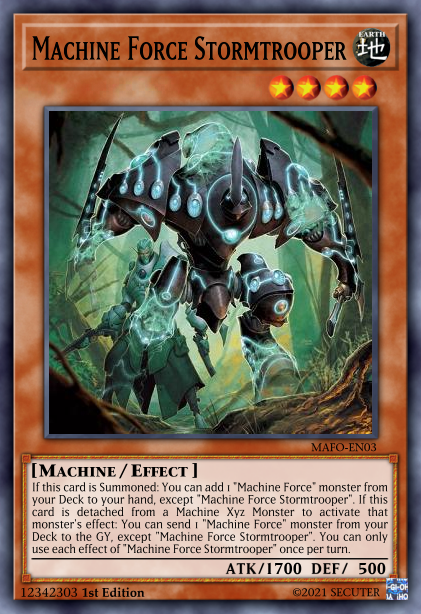 MACHINE FORCE STORMTROOPER
EARTH
地
MAFO-EN03
[MACHINE / EFFECT ]
If this card is Summoned: You can add 1 "Machine Force" monster from
your Deck to your hand, except "Machine Force Stormtrooper". If this
card is detached from a Machine Xyz Monster to activate that
monster's effect: You can send 1 "Machine Force" monster from your
Deck to the GY, except "Machine Force Stormtrooper". You can only
use each effect of "Machine Force Stormtrooper" once per turn.
ATK/1700 DEF/ 500
12342303 1st Edition
©2021 SECUTER